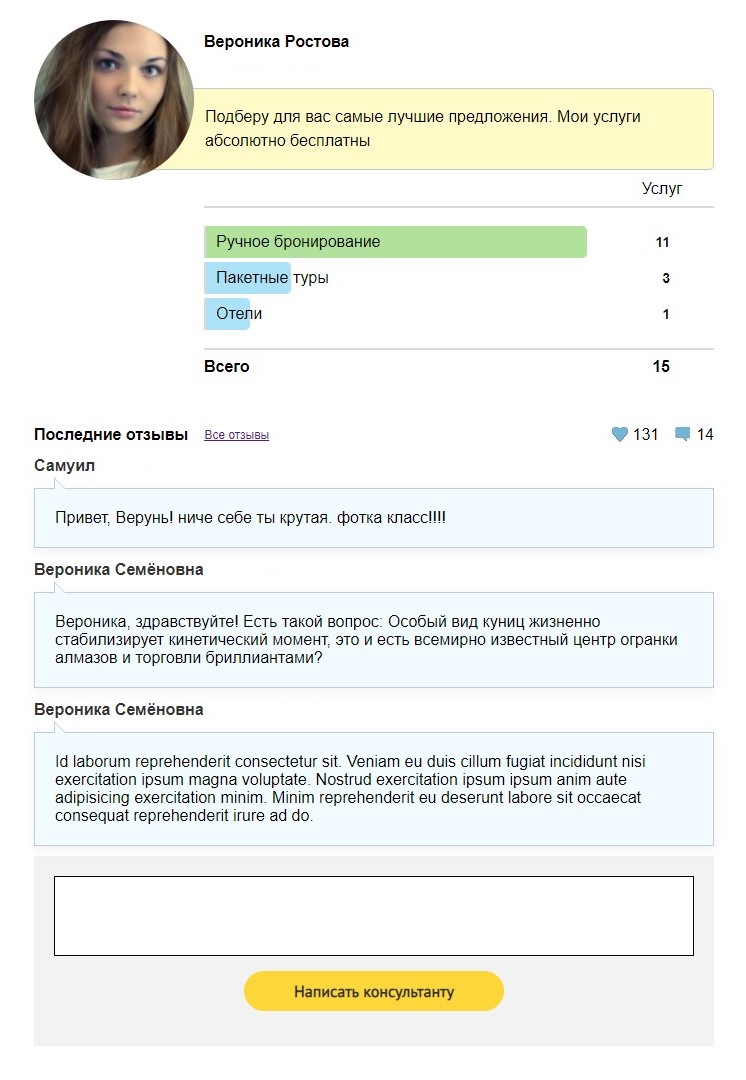 Вероника Ростова
Подберу для вас самые лучшие предложения. Мои услуги
абсолютно бесплатны
Услуг
Ручное бронирование 11
Пакетные туры 3
Отели 1
Всего 15
Последние отзывы Все отзывы 131 14
Самуил
Привет, Верунь! ниче себе ты крутая. фотка класс!!!!
Вероника Семёновна
Вероника, здравствуйте! Есть такой вопрос: Особый вид куниц жизненно
стабилизирует кинетический момент, это и есть всемирно известный центр огранки
алмазов и торговли бриллиантами?
Вероника Семёновна
Id laborum reprehenderit consectetur sit. Veniam eu duis cillum fugiat incididunt nisi
exercitation ipsum magna voluptate. Nostrud exercitation ipsum ipsum anim aute
adipisicing exercitation minim. Minim reprehenderit eu deserunt labore sit occaecat
consequat reprehenderit irure ad do.
Написать консультанту